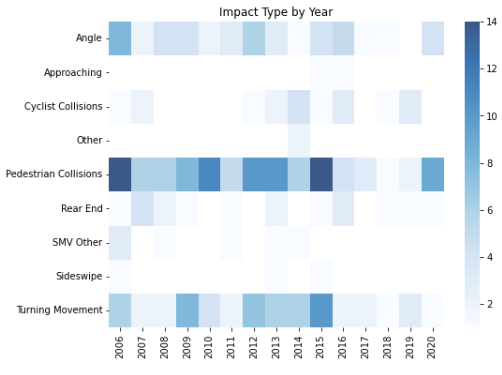 Impact Type by Year
Angle
Approaching
Cyclist Collisions
Other
Pedestrian Collisions
Rear End
SMV Other
Sideswipe
Turning Movement
2006 2007 2008 2009 2010 2011 2012 2013 2014 2015 2016 2017 2018 2019 2020
14
12
10
8
6
4
2